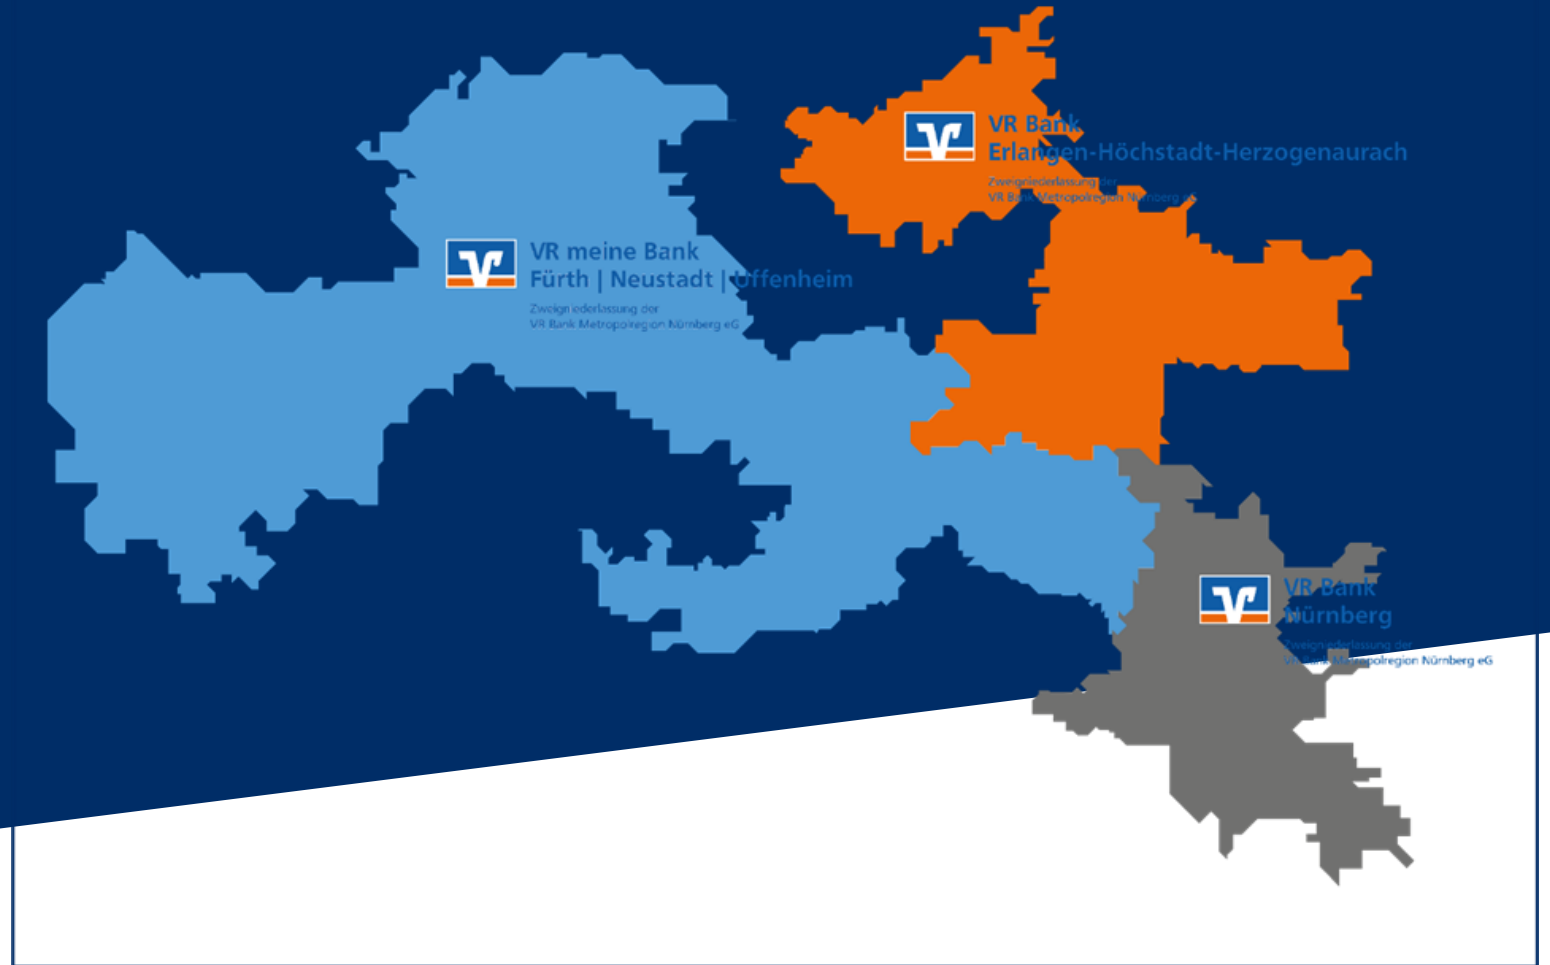 VR Bank
Erlangen-Höchstadt-Herzogenaurach
Zweigniederlassung der
VR Bank Metropolregion Nürnberg eG
VR meine Bank
Fürth | Neustadt | Uffenheim
Zweigniederlassung der
VR Bank Metropolregion Nürnberg eG
VR Bank
Nürnberg
Zweigniederlassung der
VR Bank Metropolregion Nürnberg eG